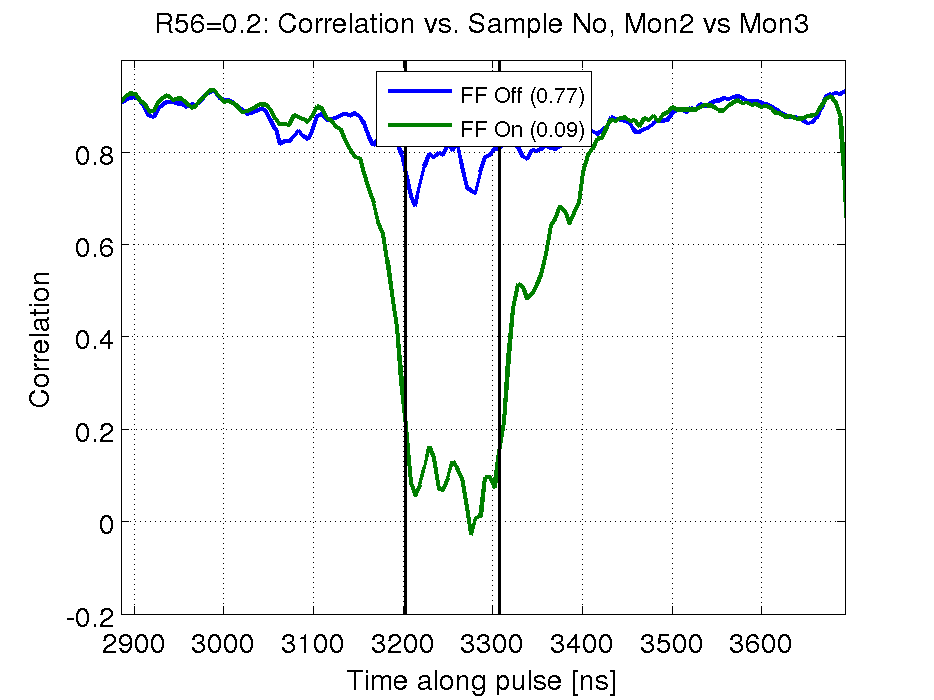 R56=0.2: Correlation vs. Sample No, Mon2 vs Mon3
FF Off (0.77)
FF On (0.09)
0.8
0.6
0.4
0.2
0
-0.2
Correlation
2900 3000 3100 3200 3300 3400 3500 3600
Time along pulse [ns]